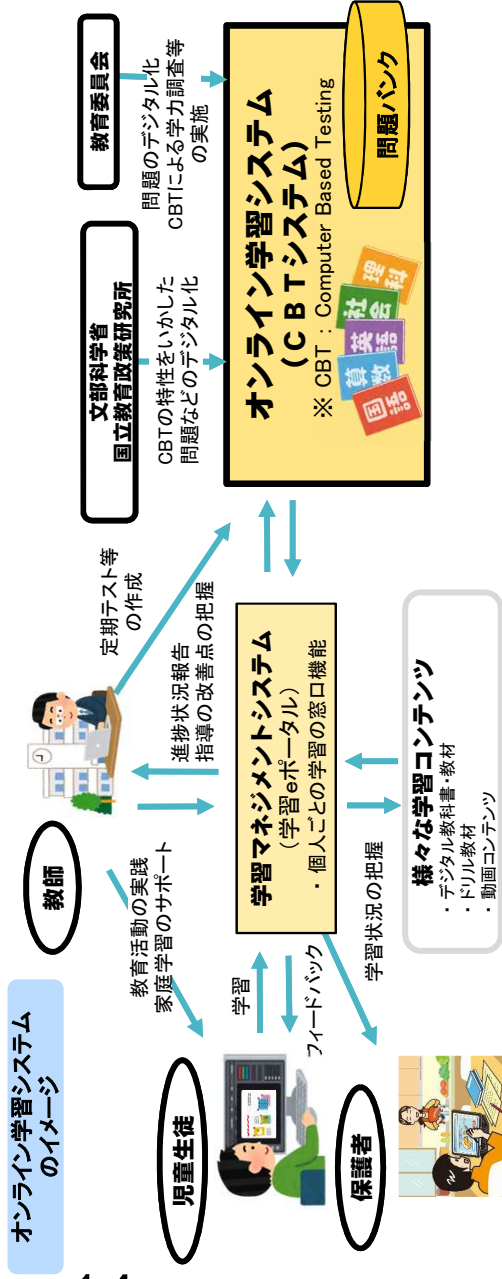 オンライン学習システム
のイメージ
教師
定期テスト等
の作成
文部科学省
国立教育政策研究所
教育委員会
CBTの特性をいかした
問題などのデジタル化
問題のデジタル化
CBTによる学力調査等
の実施
教育活動の実践
家庭学習のサポート
進捗状況報告
指導の改善点の把握
児童生徒
学習
フィードバック
学習マネジメントシステム
(学習eポータル)
・個人ごとの学習の窓口機能
オンライン学習システム
(CBTシステム)
※ CBT : Computer Based Testing
国語
算数
英語
社会
理科
問題バンク
保護者
学習状況の把握
様々な学習コンテンツ
・デジタル教科書・教材
・ドリル教材
・動画コンテンツ